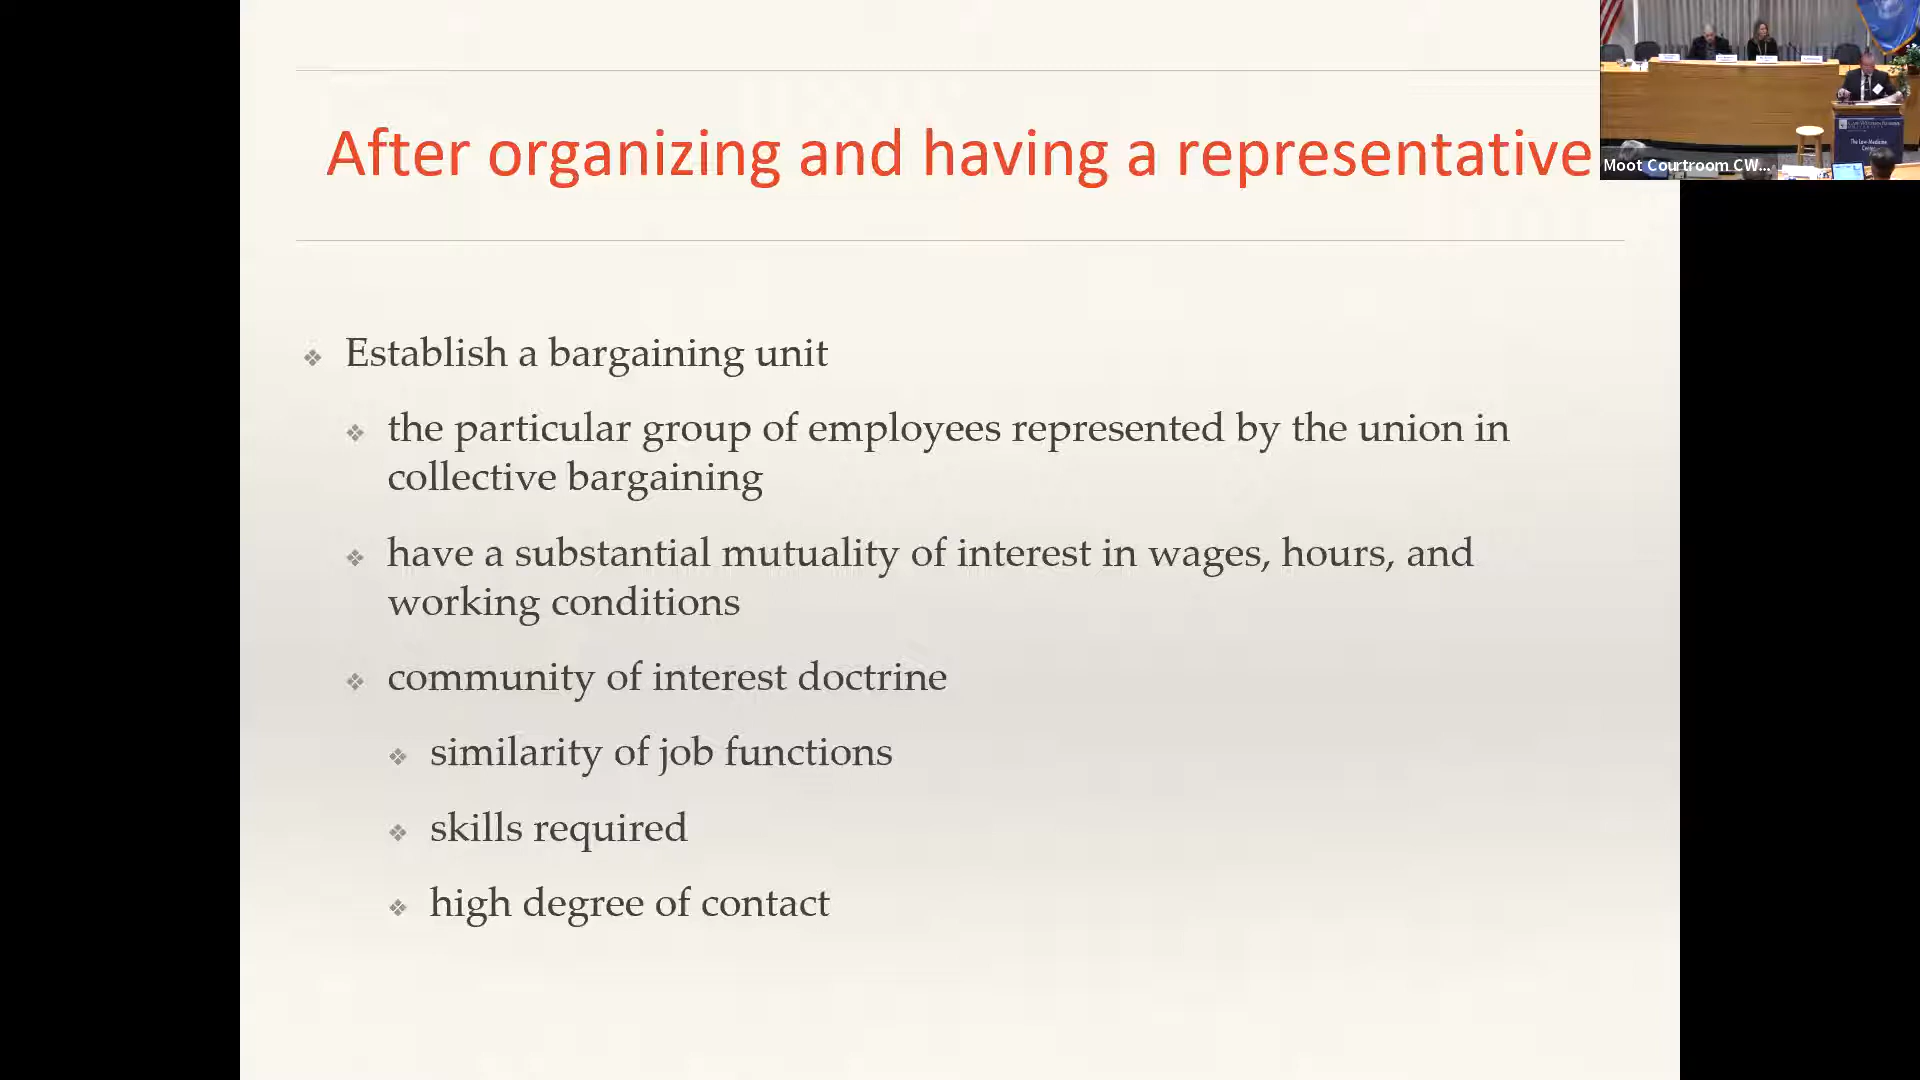 After organizing and having a representative
Moot Courtroom CW...
Establish a bargaining unit
the particular group of employees represented by the union in
collective bargaining
have a substantial mutuality of interest in wages, hours, and
working conditions
community of interest doctrine
similarity of job functions
skills required
high degree of contact